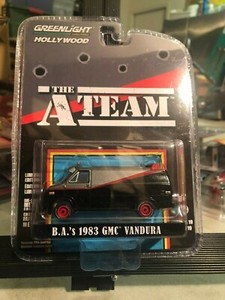 GREENLIGHT
HOLLYWOOD
THE
A TEAM
B.A.'s 1983 GMC VANDURA